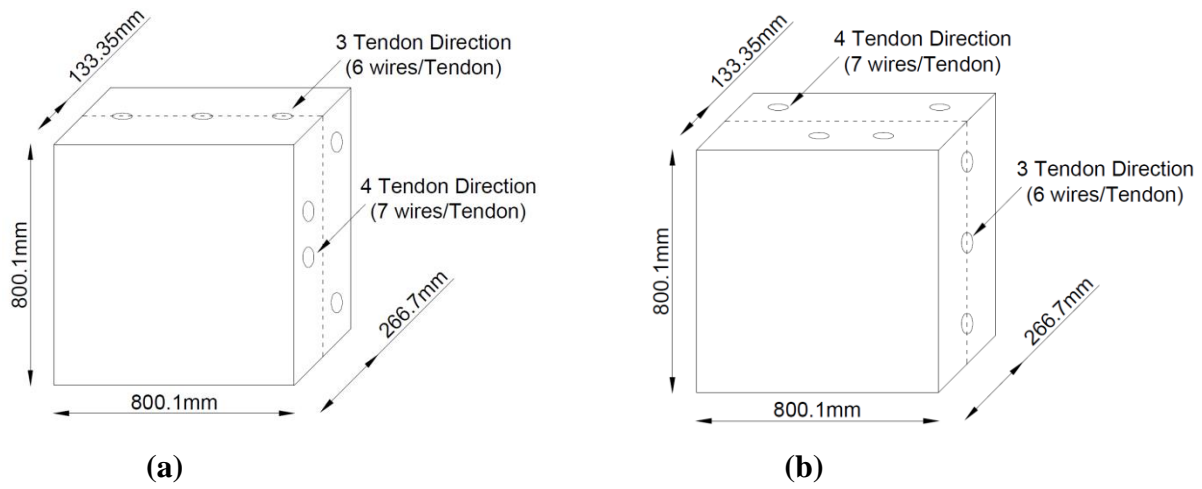 133.35mm
3 Tendon Direction
(6 wires/Tendon)
4 Tendon Direction
(7 wires/Tendon)
800.1mm
266.7mm
800.1mm
(a)
133.35mm
4 Tendon Direction
(7 wires/Tendon)
3 Tendon Direction
(6 wires/Tendon)
800.1mm
266.7mm
800.1mm
(b)